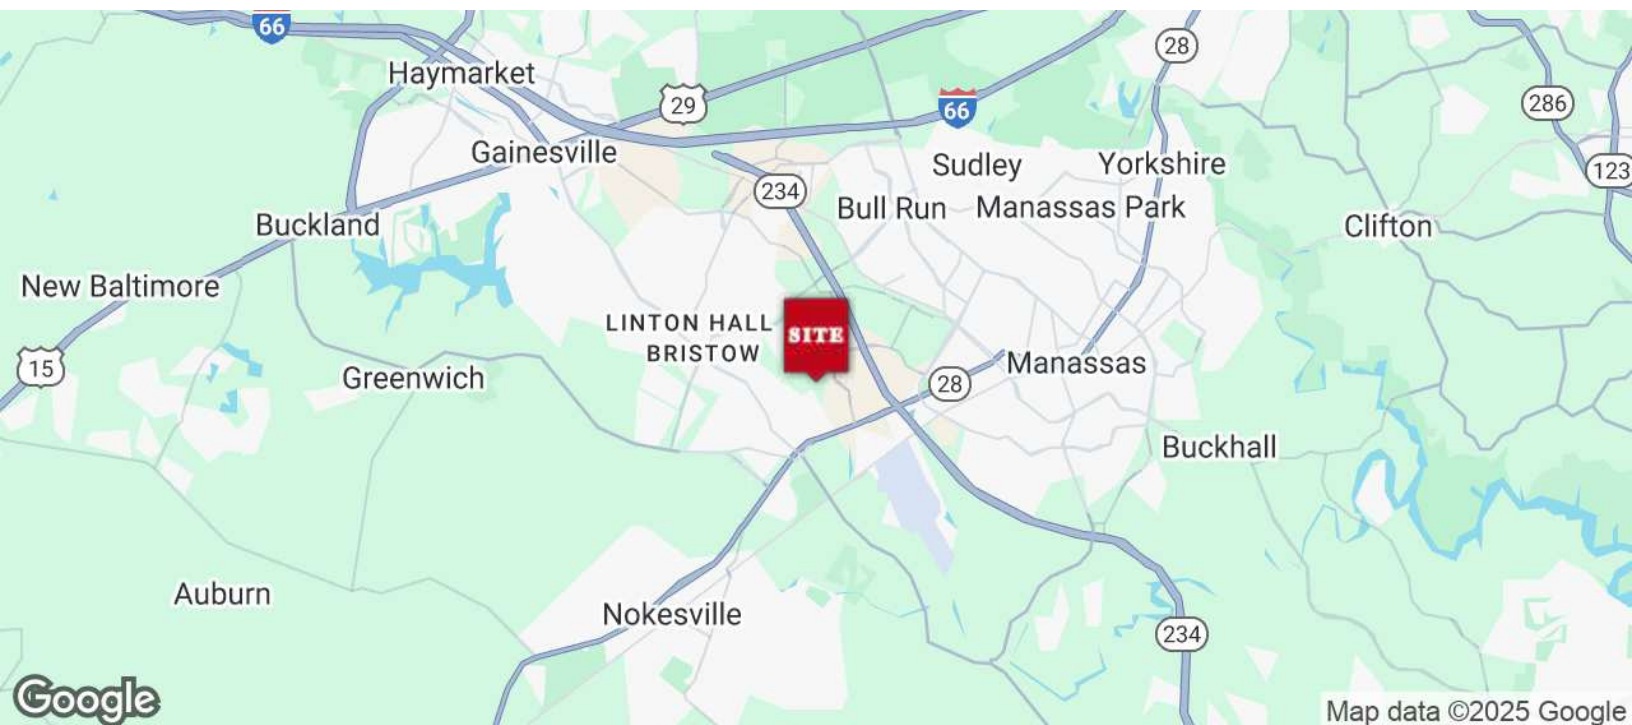 66
28
Haymarket
29
66
286
Gainesville
Sudley
Yorkshire
123
234
Bull Run
Manassas Park
Buckland
Clifton
New Baltimore
LINTON HALL
BRISTOW
SITE
15
Greenwich
28
Manassas
Buckhall
Auburn
Nokesville
234
Google
Map data ©2025 Google